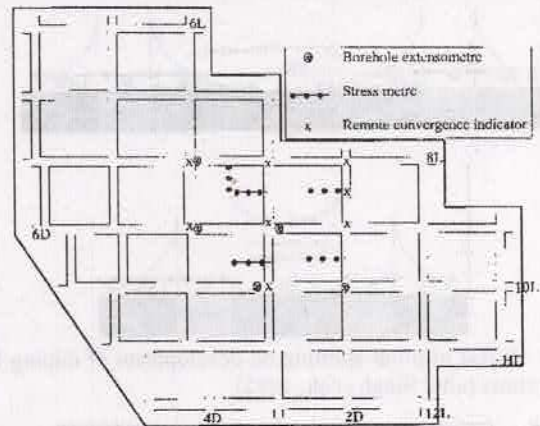 6L
Borehole extensometre
Stress metre
x Remote convergence indicator
x
x
x
8L
x
6D
x
x
x
x
10L
HD
4D
2D
12L